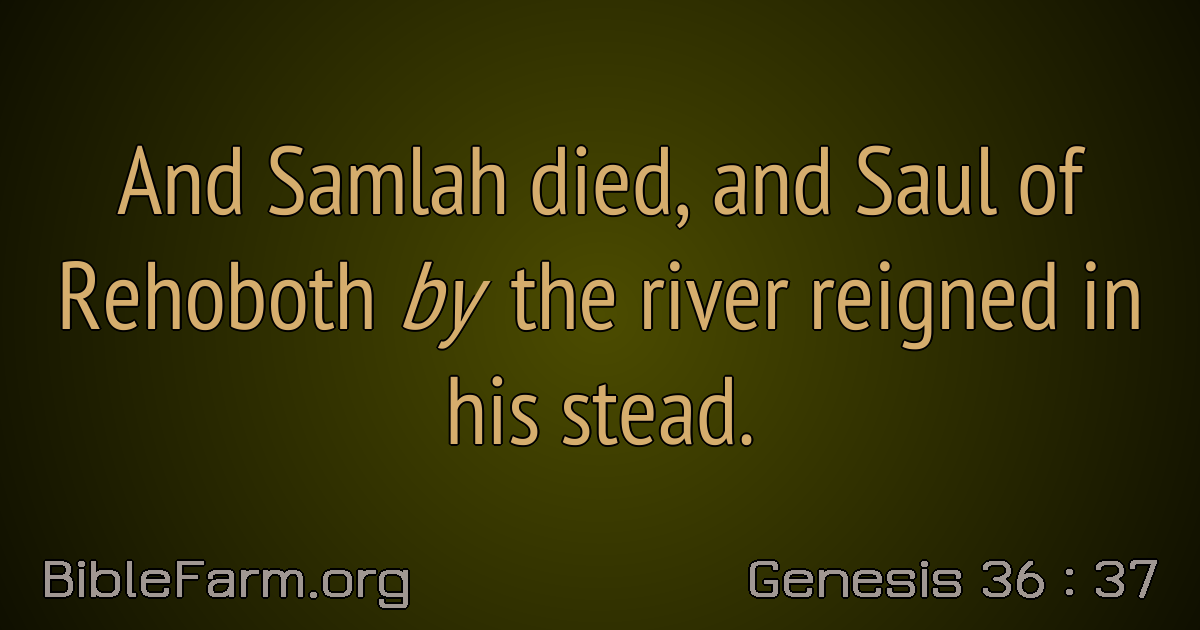 And Samlah died, and Saul of
Rehoboth by the river reigned in
his stead.
BibleFarm.org
Genesis 36 : 37